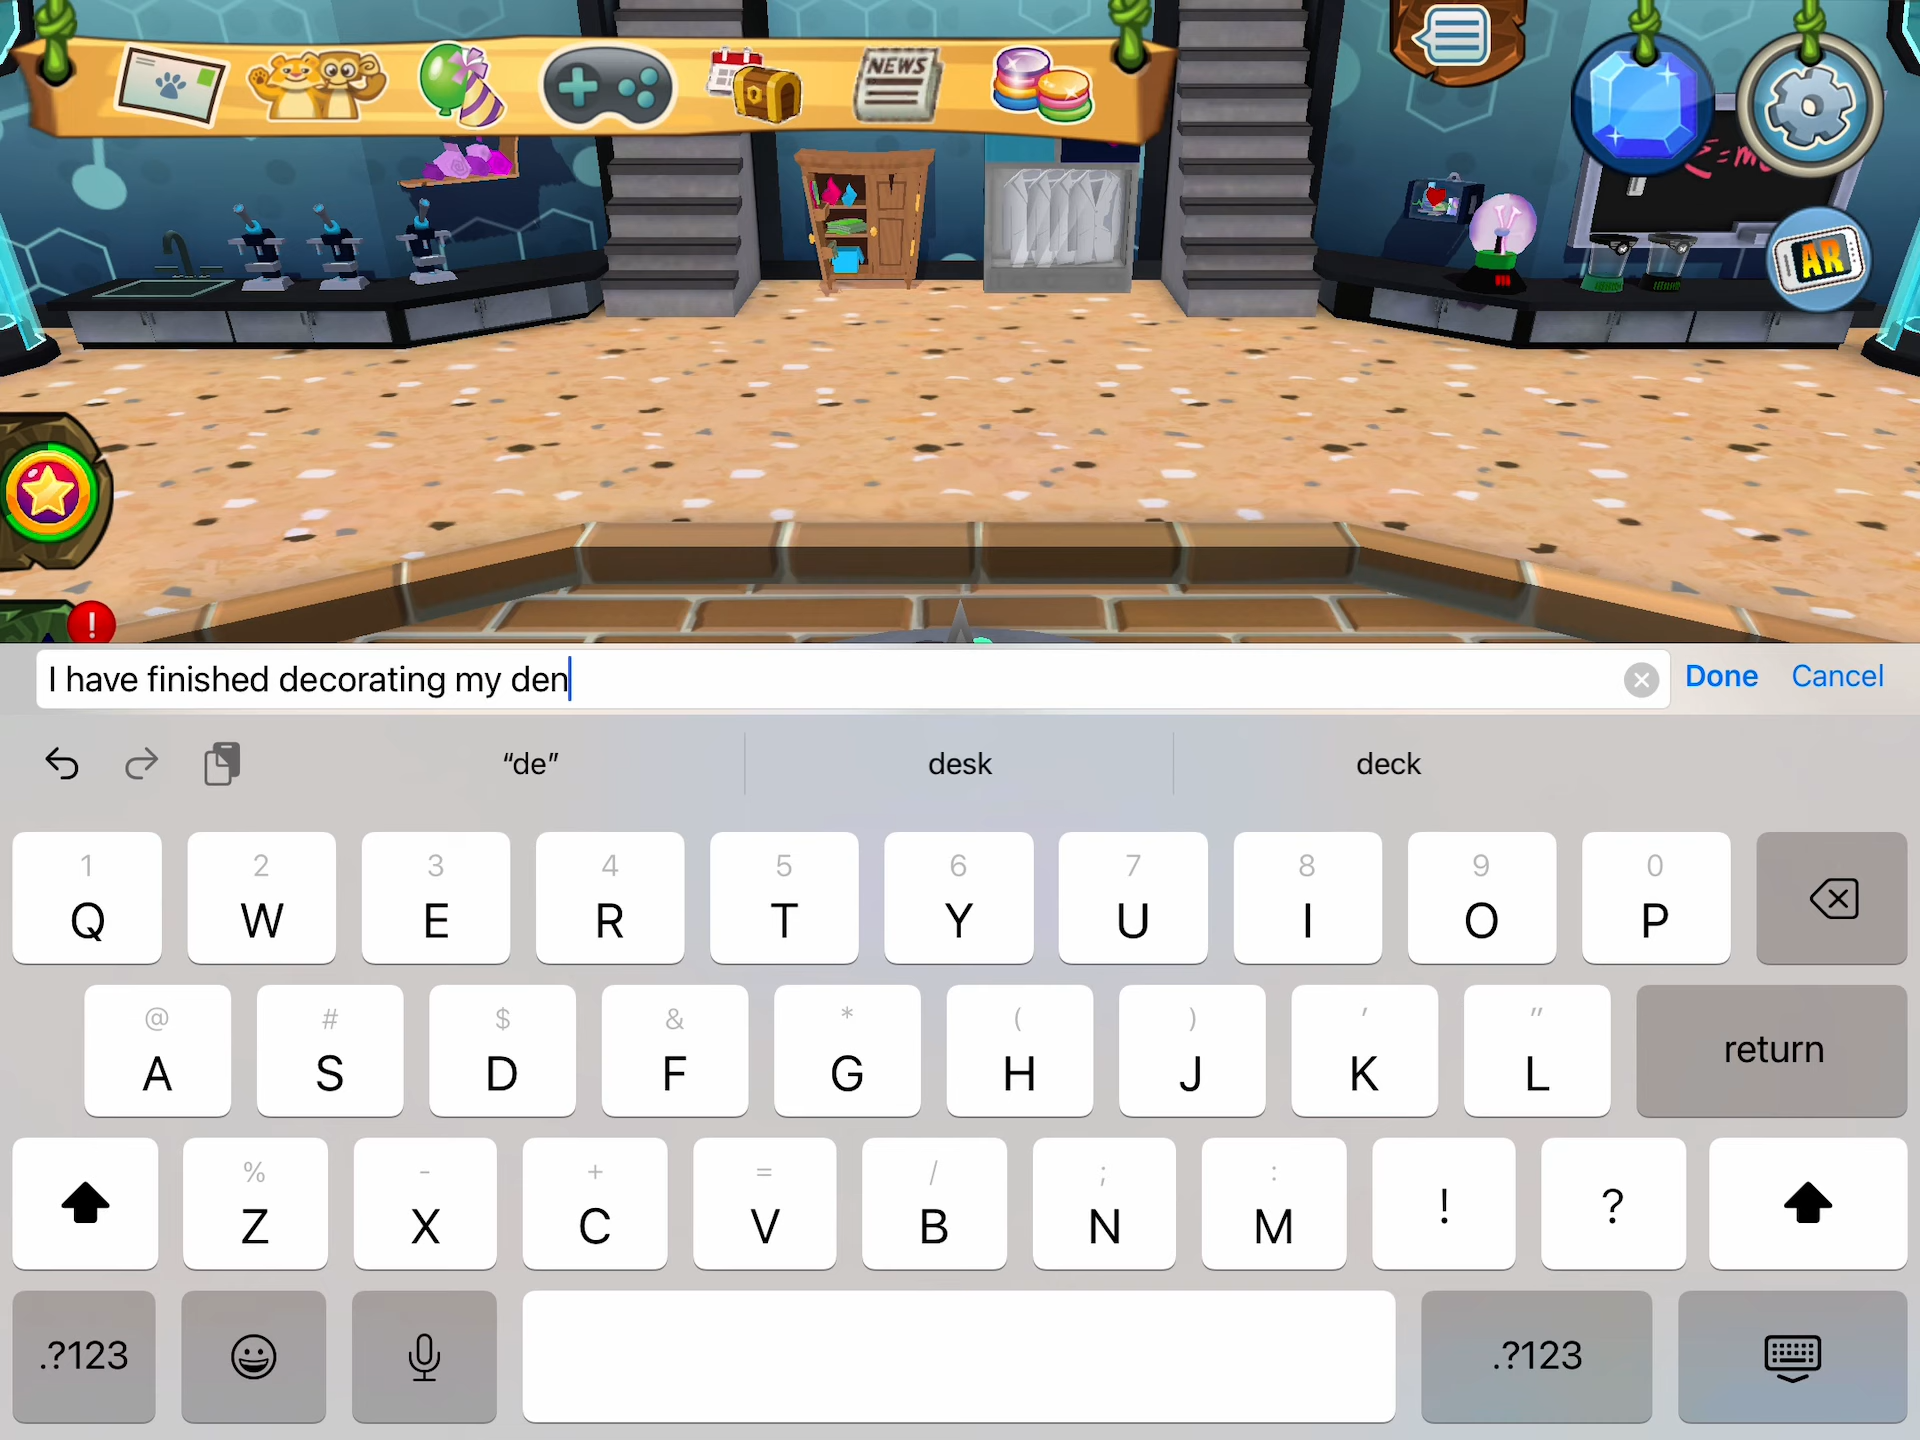 NEWS
AR
I have finished decorating my den
Done
Cancel
“de”
desk
deck
1 2 3 4 5 6 7 8 9 0
Q W E R T Y U I O P
@ # $ & * ( ) ' "
A S D F G H J K L
return
% - + = / ; :
Z X C V B N M ! ?
.?123
.?123